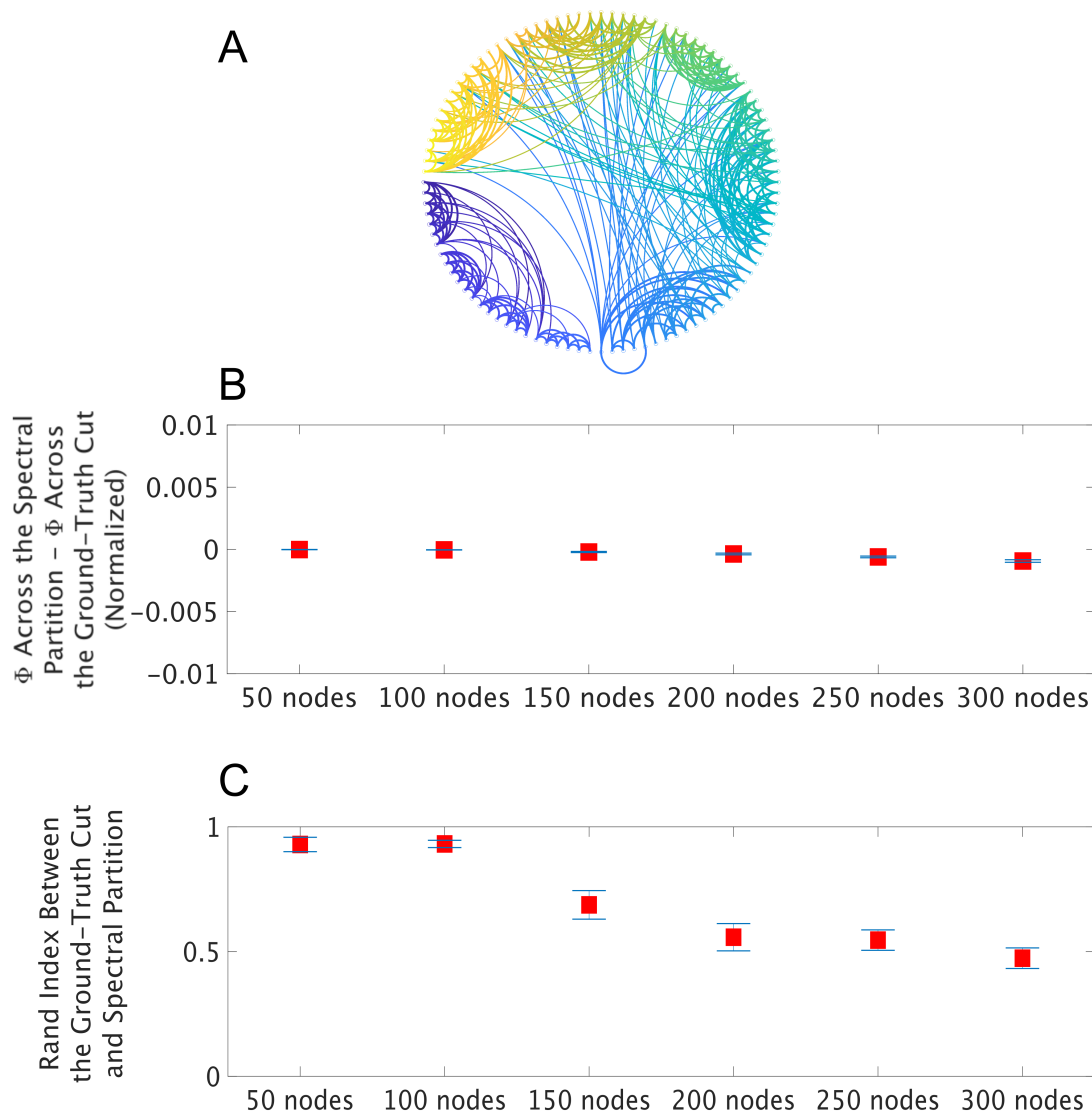 A
B
Φ Across the Spectral
Partition – Φ Across
the Ground–Truth Cut
(Normalized)
0.01
0.005
0
−0.005
−0.01
50 nodes
100 nodes
150 nodes
200 nodes
250 nodes
300 nodes
C
Rand Index Between
the Ground–Truth Cut
and Spectral Partition
1
0.5
0
50 nodes
100 nodes
150 nodes
200 nodes
250 nodes
300 nodes